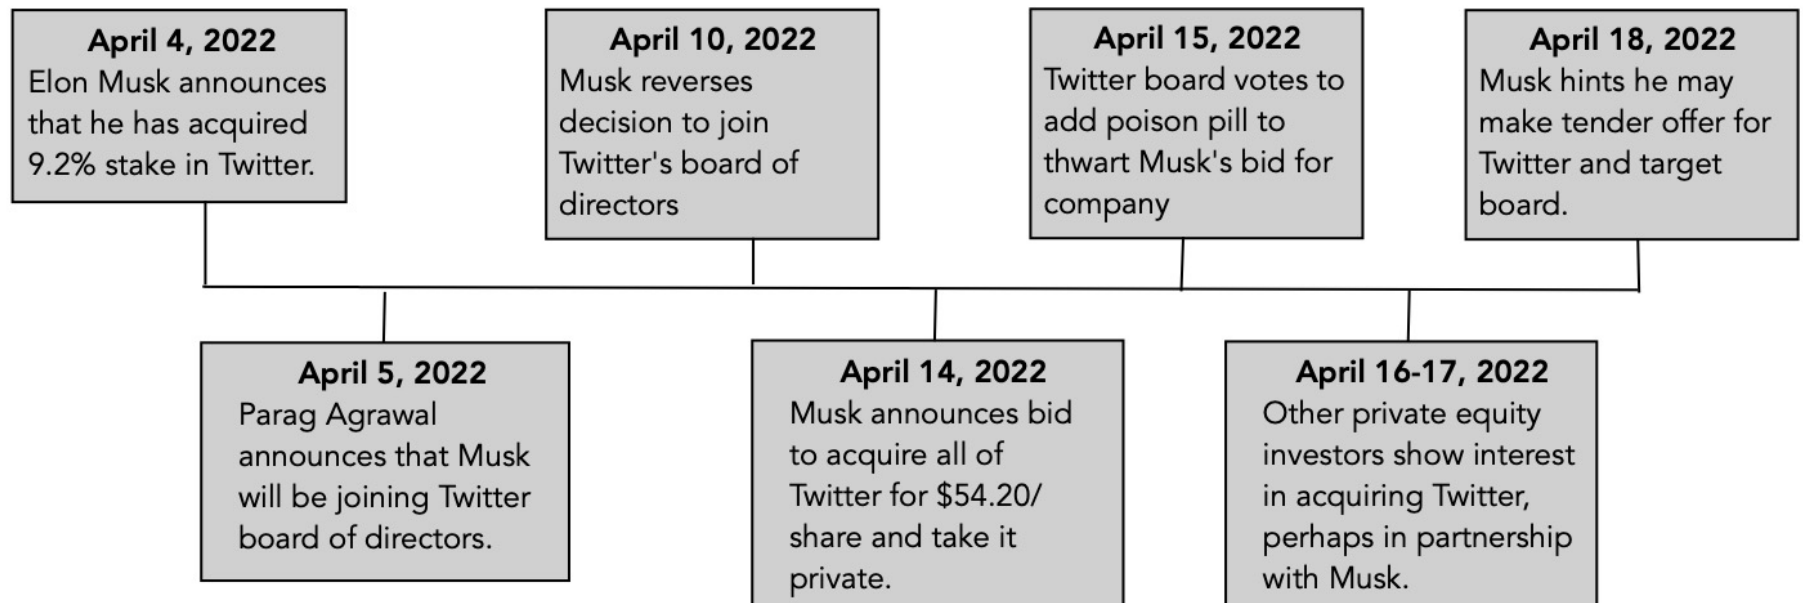 April 4, 2022
Elon Musk announces
that he has acquired
9.2% stake in Twitter.
April 5, 2022
Parag Agrawal
announces that Musk
will be joining Twitter
board of directors.
April 10, 2022
Musk reverses
decision to join
Twitter's board of
directors
April 14, 2022
Musk announces bid
to acquire all of
Twitter for $54.20/
share and take it
private.
April 15, 2022
Twitter board votes to
add poison pill to
thwart Musk's bid for
company
April 16-17, 2022
Other private equity
investors show interest
in acquiring Twitter,
perhaps in partnership
with Musk.
April 18, 2022
Musk hints he may
make tender offer for
Twitter and target
board.